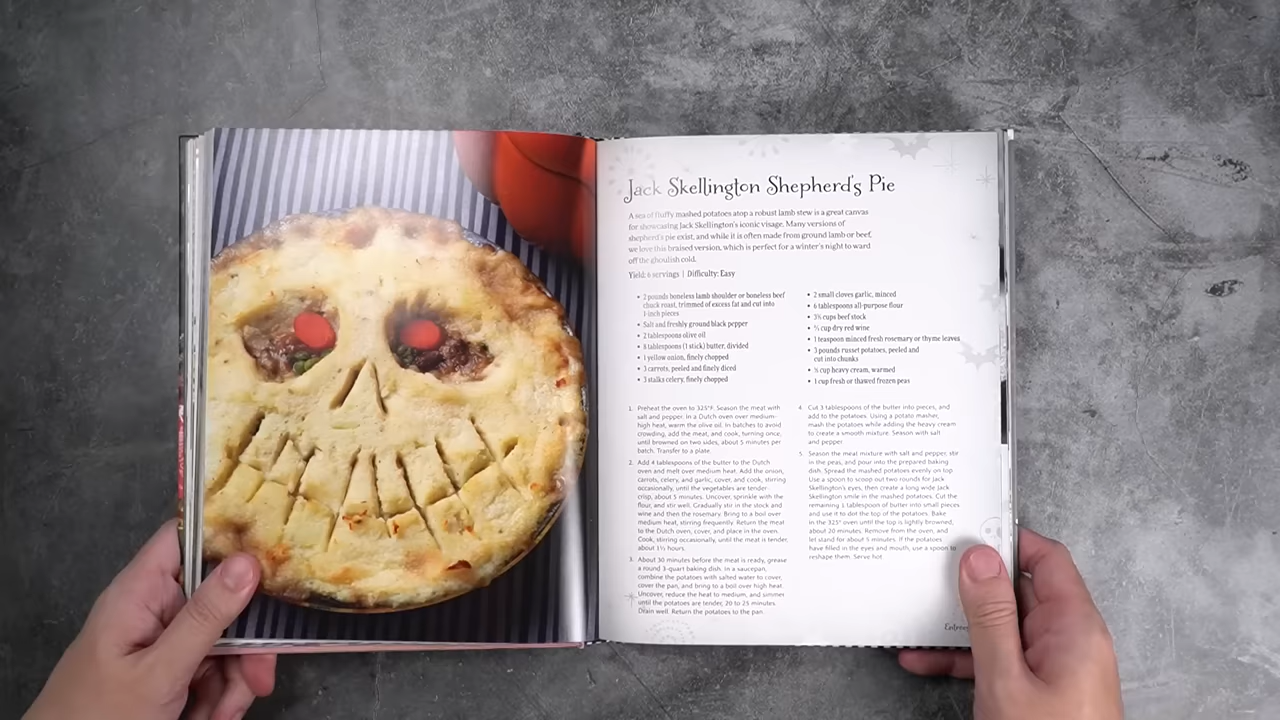 Jack Skellington Shepherd's Pie
A sea of fluffy mashed potatoes atop a robust lamb stew is a great canvas
for showcasing Jack Skellington's iconic visage. Many versions of
shepherd's pie exist, and while it is often made from ground lamb or beef,
we love this braised version, which is perfect for a winter's night to ward
off the ghoulish cold.
Yield: 6 servings | Difficulty: Easy
• 2 pounds boneless lamb shoulder or boneless beef
chuck roast, trimmed of excess fat and cut into
1-inch pieces
• Salt and freshly ground black pepper
• 2 tablespoons olive oil
• 8 tablespoons (1 stick) butter, divided
• 1 yellow onion, finely chopped
• 3 carrots, peeled and finely diced
• 3 stalks celery, finely chopped
• 2 small cloves garlic, minced
• 6 tablespoons all-purpose flour
cups beef stock
cup dry red wine
• 1 teaspoon minced fresh rosemary or thyme leaves
• 3 pounds russet potatoes, peeled and
cut into chunks
cup heavy cream, warmed
• 1 cup fresh or thawed frozen peas
1. Preheat the oven to 325°F. Season the meat with
salt and pepper. In a Dutch oven over medium-
high heat, warm the olive oil. In batches to avoid
crowding, add the meat, and cook, turning once,
until browned on two sides, about 5 minutes per
batch. Transfer to a plate.
2. Add 4 tablespoons of the butter to the Dutch
oven and melt over medium heat. Add the onion,
carrots, celery, and garlic, cover, and cook, stirring
occasionally, until the vegetables are tender-
crisp, about 5 minutes. Uncover, sprinkle with the
flour, and stir well. Gradually stir in the stock and
wine and then the rosemary. Bring to a boil over
medium heat, stirring frequently. Return the meat
to the Dutch oven, cover, and place in the oven.
Cook, stirring occasionally, until the meat is tender,
about 1½ hours.
3. About 30 minutes before the meat is ready, grease
a round 3-quart baking dish. In a saucepan,
combine the potatoes with salted water to cover,
cover the pan, and bring to a boil over high heat.
Uncover, reduce the heat to medium, and simmer
until the potatoes are tender, 20 to 25 minutes.
Drain well. Return the potatoes to the pan.
4. Cut 3 tablespoons of the butter into pieces, and
add to the potatoes. Using a potato masher,
mash the potatoes while adding the heavy cream
to create a smooth mixture. Season with salt
and pepper.
5. Season the meat mixture with salt and pepper, stir
in the peas, and pour into the prepared baking
dish. Spread the mashed potatoes evenly on top.
Use a spoon to scoop out two rounds for Jack
Skellington's eyes, then create a long wide Jack
Skellington smile in the mashed potatoes. Cut the
remaining 1 tablespoon of butter into small pieces
and use it to dot the top of the potatoes. Bake
in the 325° oven until the top is lightly browned,
about 30 minutes. Remove from the oven, and
let stand for about 5 minutes. If the potatoes
have filled in the eyes and mouth, use a spoon to
reshape them. Serve hot.